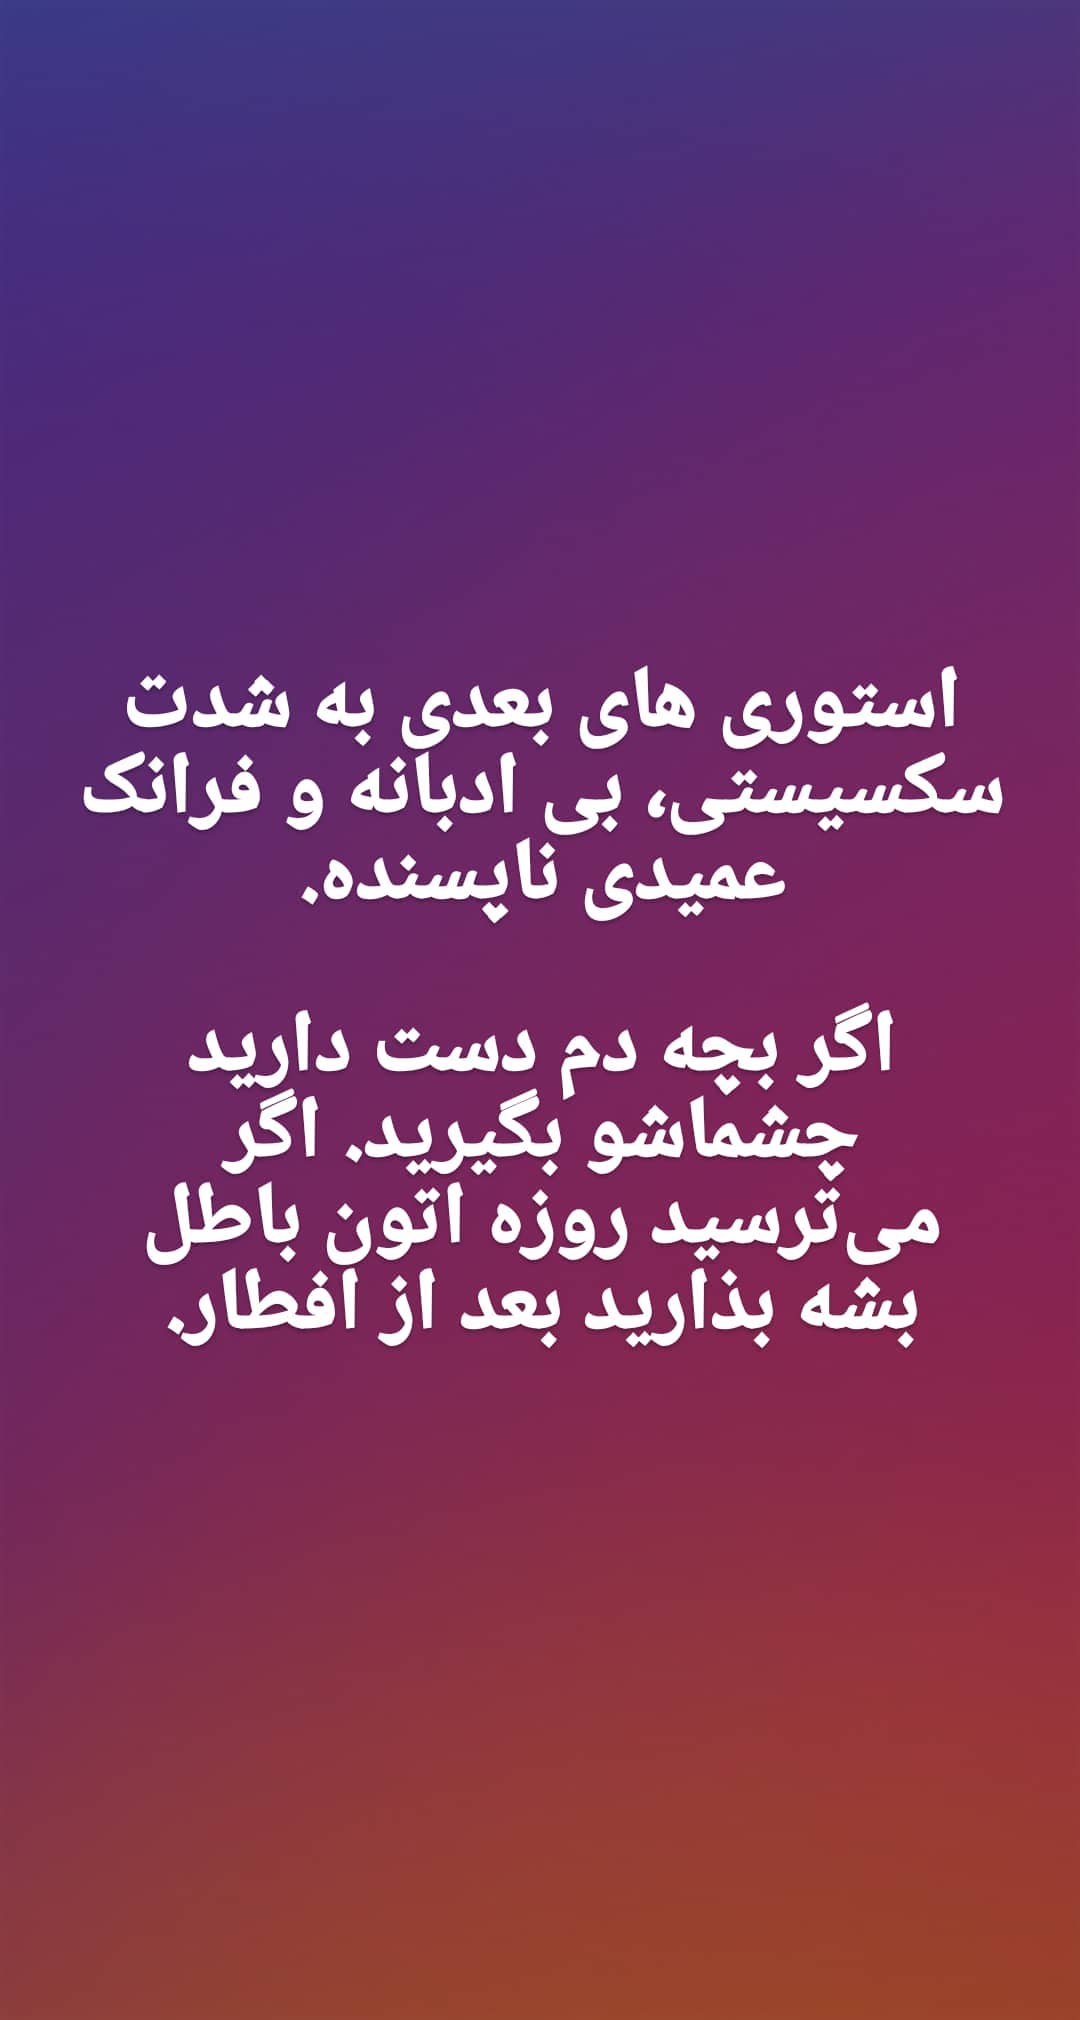 استوری های بعدی به شدت
سکسیستی، بی ادبانه و فرانک
عمیدی ناپسنده.
اگر بچه دم دست دارید
چشماشو بگیرید. اگر
می‌ترسید روزه اتون باطل
بشه بذارید بعد از افطار.